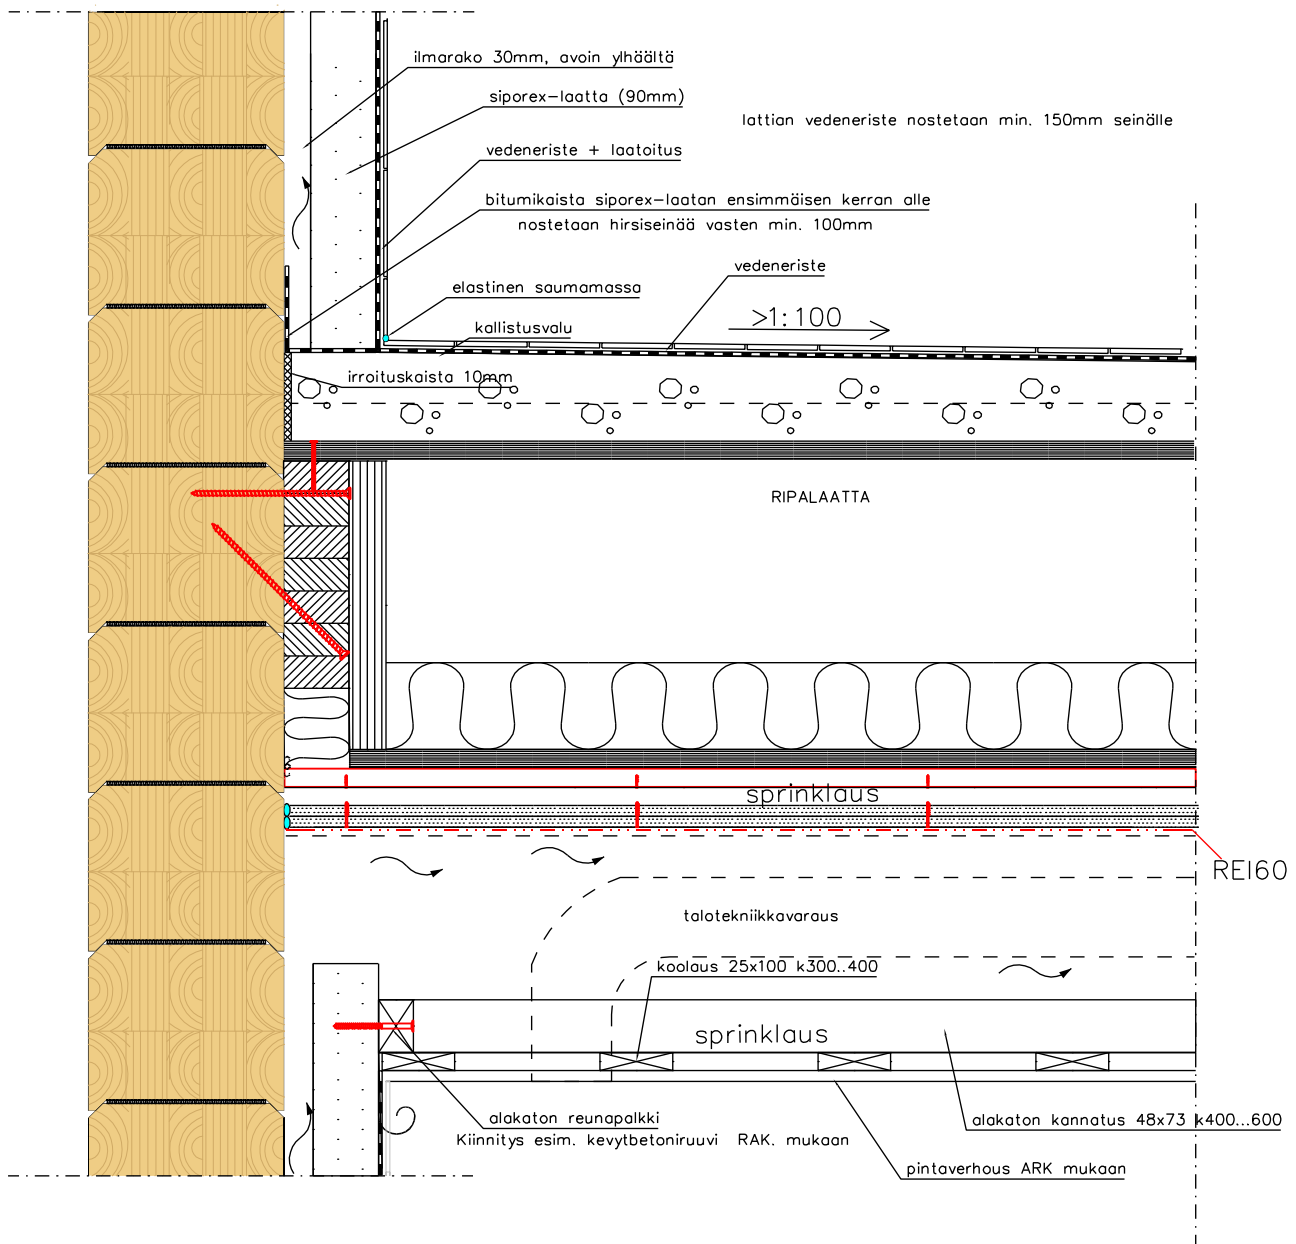 ilmarako 30mm, avoin ylhäältä
siporex-laatta (90mm)
lattian vedeneriste nostetaan min. 150mm seinälle
vedeneriste + laatoitus
bitumikaista siporex-laatan ensimmäisen kerran alle
nostetaan hirsiseinää vasten min. 100mm
vedeneriste
elastinen saumamassa
>1:100
kallistusvalu
irroituskaista 10mm
RIPALAATTA
sprinklaus
REI60
talotekniikkavaraus
koolaus 25x100 k300..400
sprinklaus
alakaton reunapalkki
Kiinnitys esim. kevytbetoniruuvi RAK. mukaan
alakaton kannatus 48x73 k400...600
pintaverhous ARK mukaan